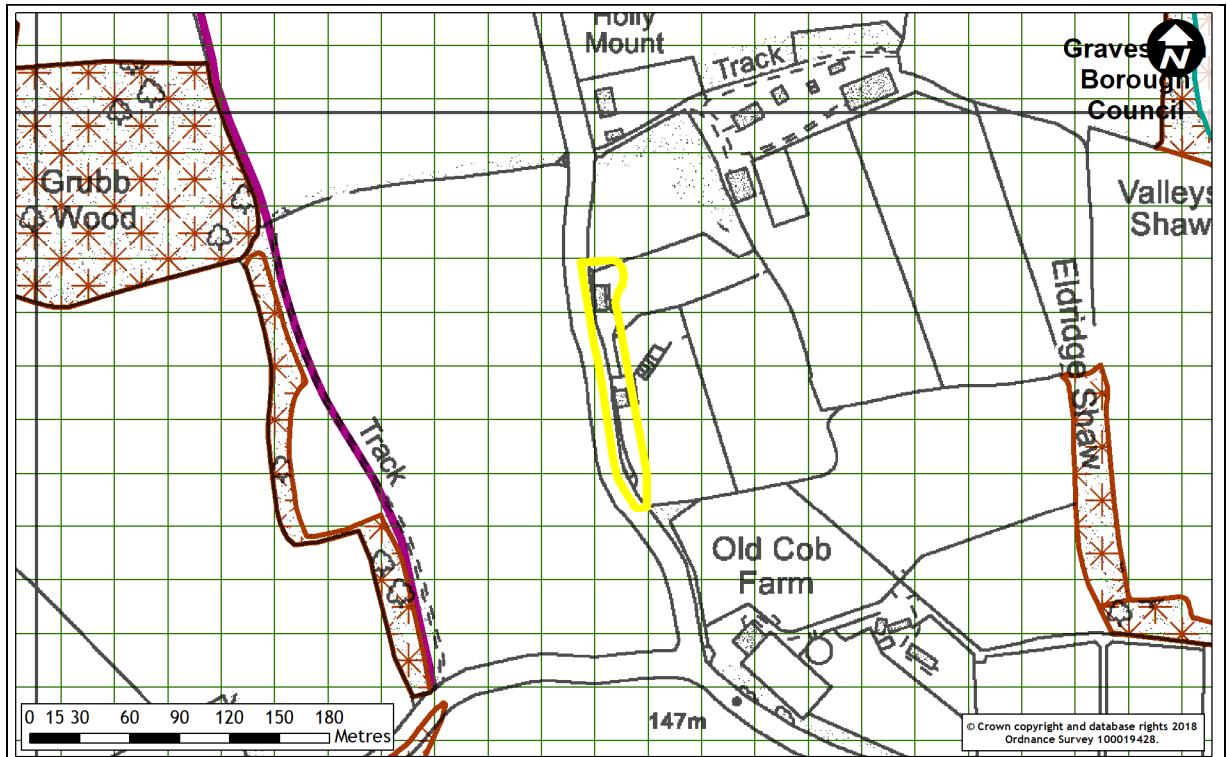 Holly
Mount
Track
N
Borough
Council
Grubb
Wood
Valleys
Shaw
Eldridge Shaw
Track
Old Cob
Farm
147m
0 15 30 60 90 120 150 180
Metres
© Crown copyright and database rights 2018
Ordnance Survey 100019428.